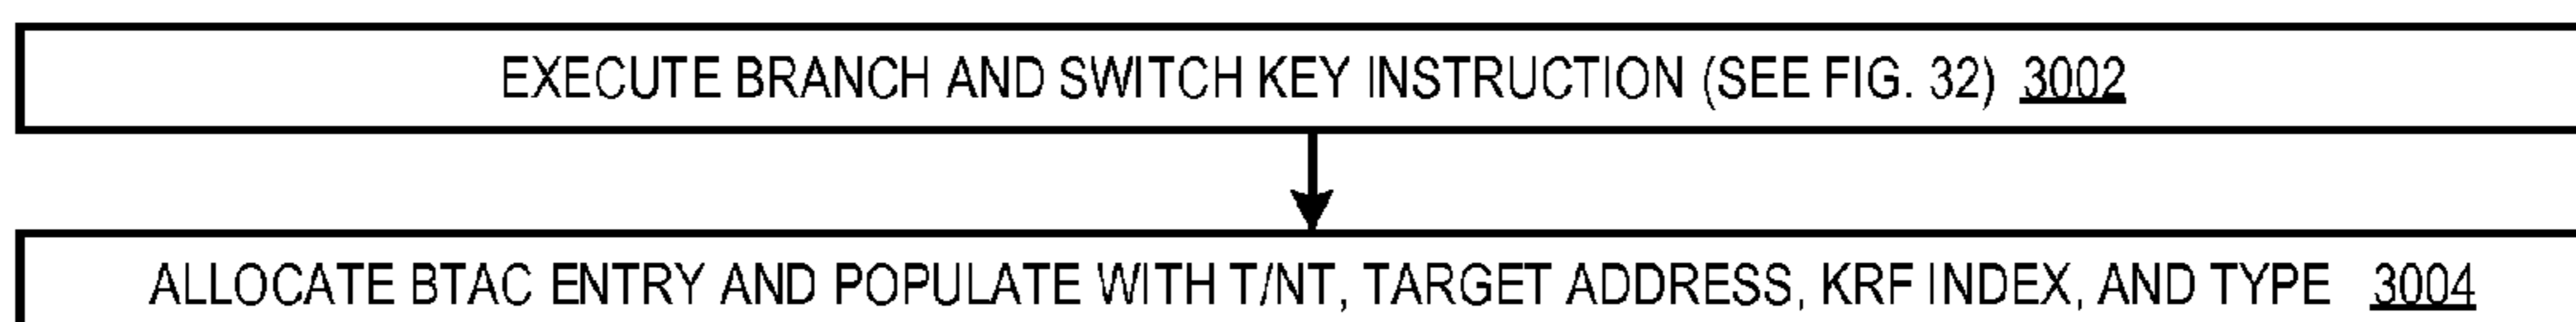 EXECUTE BRANCH AND SWITCH KEY INSTRUCTION (SEE FIG. 32) 3002
ALLOCATE BTAC ENTRY AND POPULATE WITH T/NT, TARGET ADDRESS, KRF INDEX, AND TYPE 3004